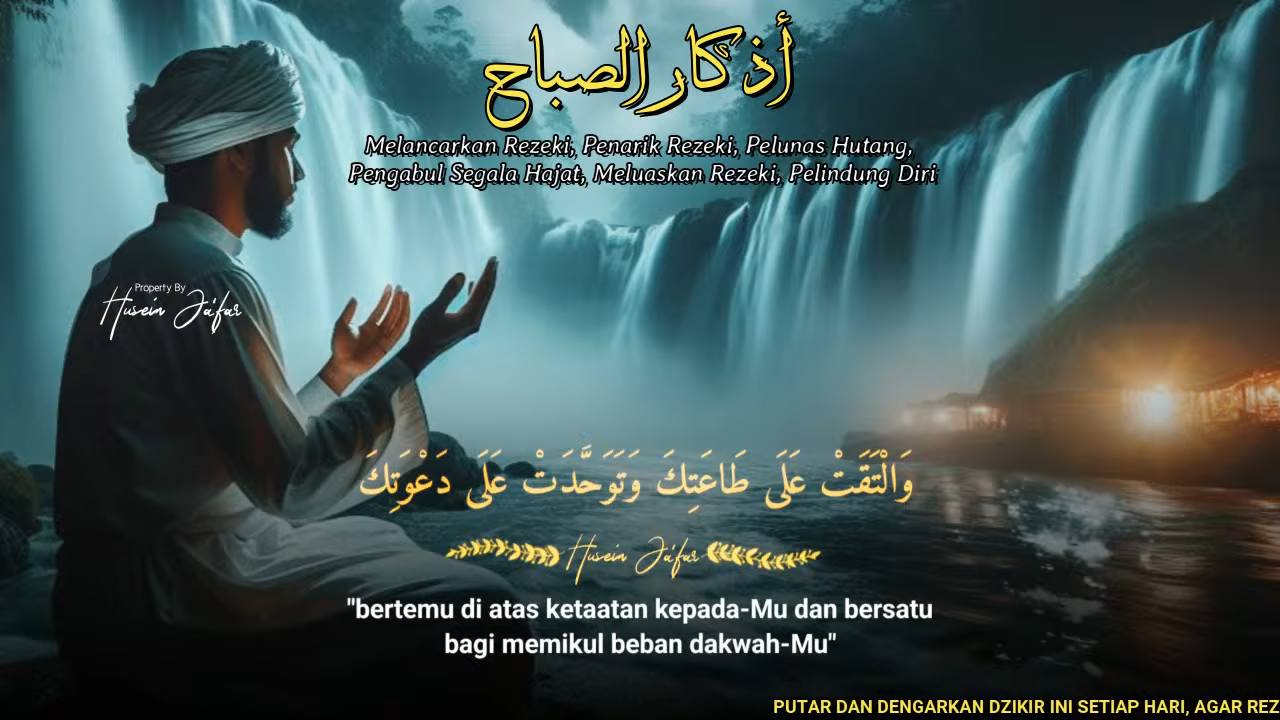 أذكار الصباح
Melancarkan Rezeki, Penarik Rezeki, Pelunas Hutang,
Pengabul Segala Hajat, Meluaskan Rezeki, Pelindung Diri
Property By
Husein Ja'far
وَالْتَقَتْ عَلَى طَاعَتِكَ وَتَوَحَّدَتْ عَلَى دَعْوَتِكَ
Husein Ja'far
"bertemu di atas ketaatan kepada-Mu dan bersatu
bagi memikul beban dakwah-Mu"
PUTAR DAN DENGARKAN DZIKIR INI SETIAP HARI, AGAR REZ